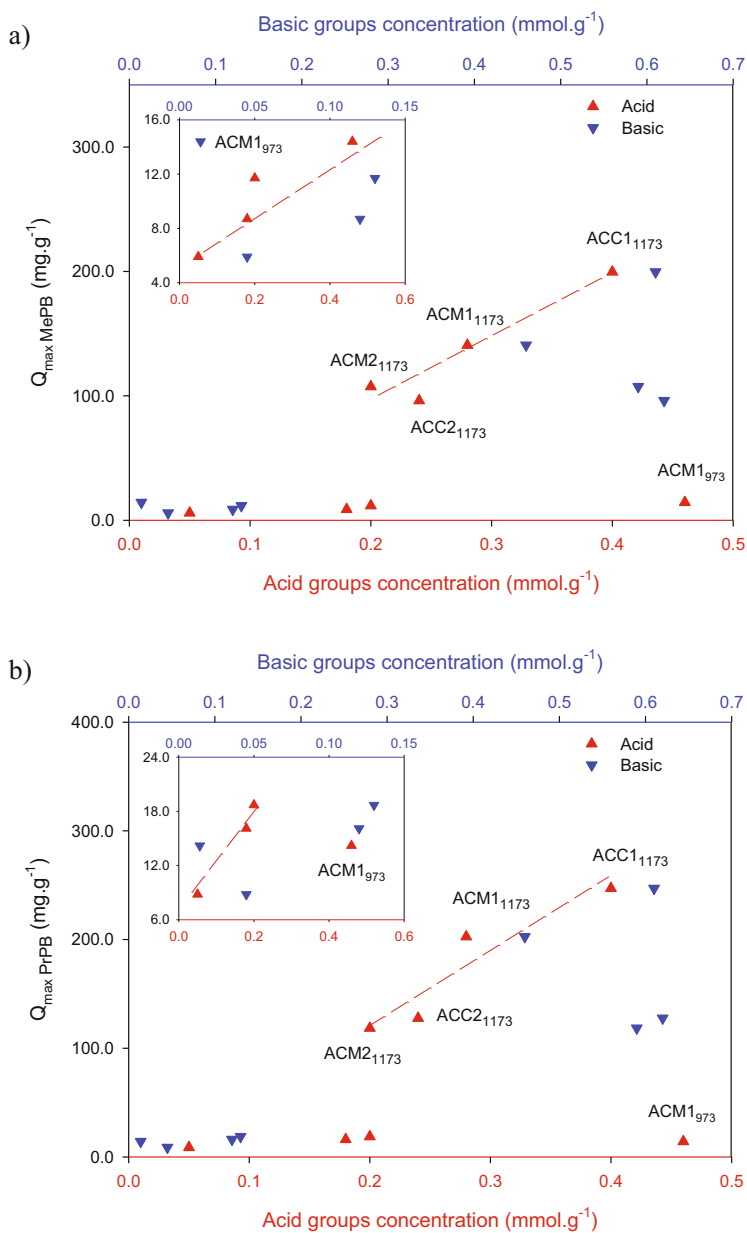 a)
Basic groups concentration (mmol.g⁻¹)
0.0 0.1 0.2 0.3 0.4 0.5 0.6 0.7
0.00 0.05 0.10 0.15
Acid
Basic
16.0
12.0
8.0
4.0
ACM1₉₇₃
0.0 0.2 0.4 0.6
300.0
200.0
100.0
0.0
Q max MePB (mg.g⁻¹)
ACC1₁₁₇₃
ACM1₁₁₇₃
ACM2₁₁₇₃
ACC2₁₁₇₃
ACM1₉₇₃
0.0 0.1 0.2 0.3 0.4 0.5
Acid groups concentration (mmol.g⁻¹)
b)
Basic groups concentration (mmol.g⁻¹)
0.0 0.1 0.2 0.3 0.4 0.5 0.6 0.7
0.00 0.05 0.10 0.15
Acid
Basic
24.0
18.0
12.0
6.0
ACM1₉₇₃
0.0 0.2 0.4 0.6
400.0
300.0
200.0
100.0
0.0
Q max PrPB (mg.g⁻¹)
ACC1₁₁₇₃
ACM1₁₁₇₃
ACC2₁₁₇₃
ACM2₁₁₇₃
ACM1₉₇₃
0.0 0.1 0.2 0.3 0.4 0.5
Acid groups concentration (mmol.g⁻¹)